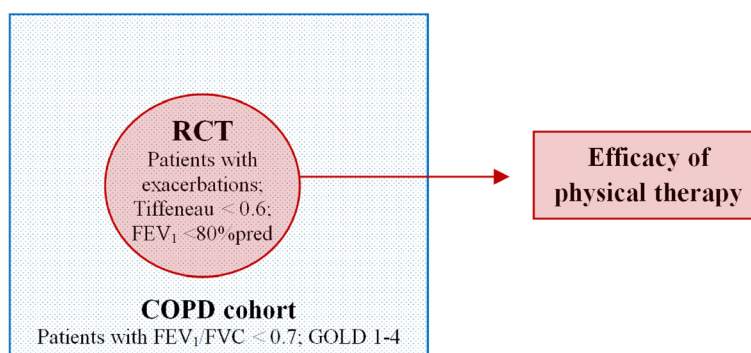 RCT
Patients with
exacerbations;
Tiffeneau < 0.6;
FEV₁ <80%pred
Efficacy of
physical therapy
COPD cohort
Patients with FEV₁/FVC < 0.7; GOLD 1-4